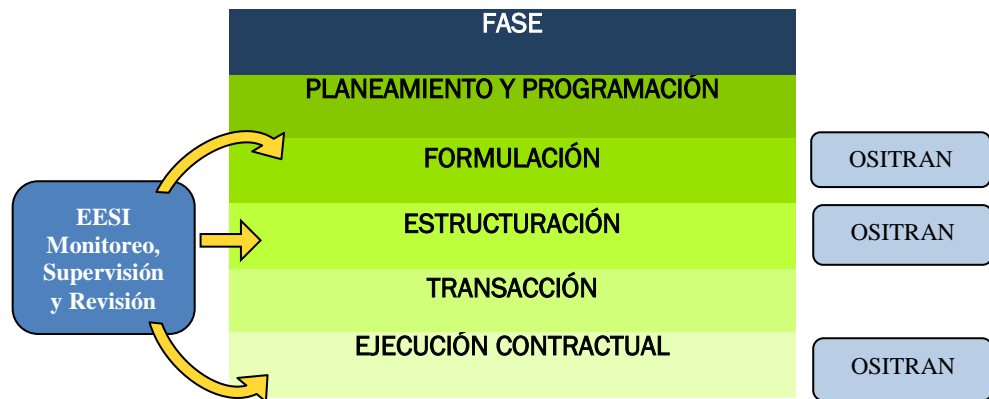 FASE
PLANEAMIENTO Y PROGRAMACIÓN
FORMULACIÓN
OSITRAN
EESI
Monitoreo,
Supervisión
y Revisión
ESTRUCTURACIÓN
OSITRAN
TRANSACCIÓN
EJECUCIÓN CONTRACTUAL
OSITRAN